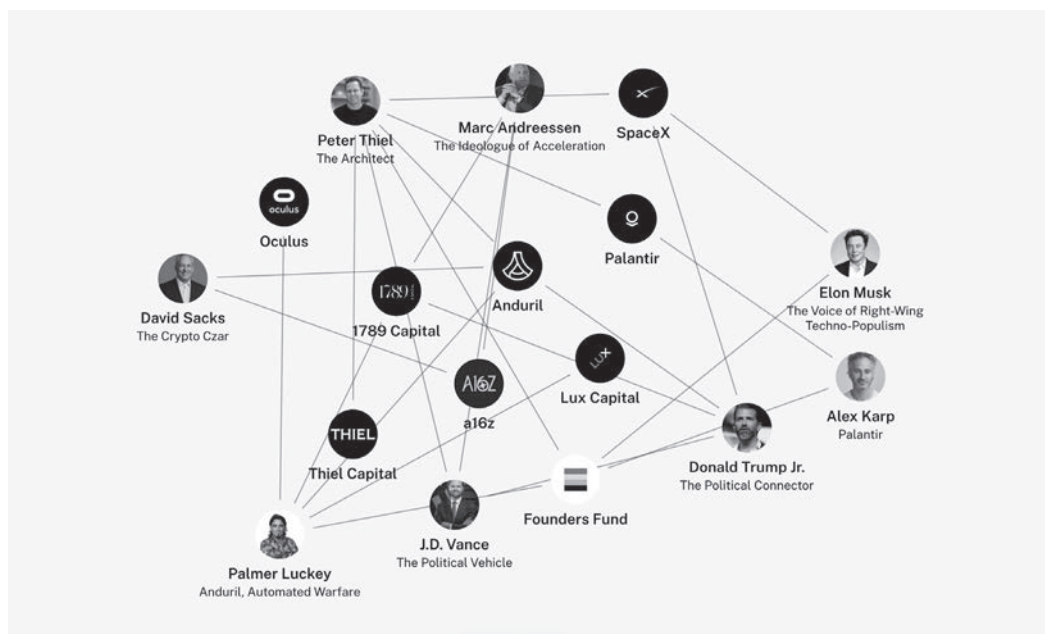 Peter Thiel
The Architect
Marc Andreessen
The Ideologue of Acceleration
SpaceX
oculus
Oculus
Palantir
David Sacks
The Crypto Czar
1789
1789 Capital
Anduril
Elon Musk
The Voice of Right-Wing
Techno-Populism
LUX
Lux Capital
A16Z
a16z
Alex Karp
Palantir
THIEL
Thiel Capital
Donald Trump Jr.
The Political Connector
Founders Fund
J.D. Vance
The Political Vehicle
Palmer Luckey
Anduril, Automated Warfare